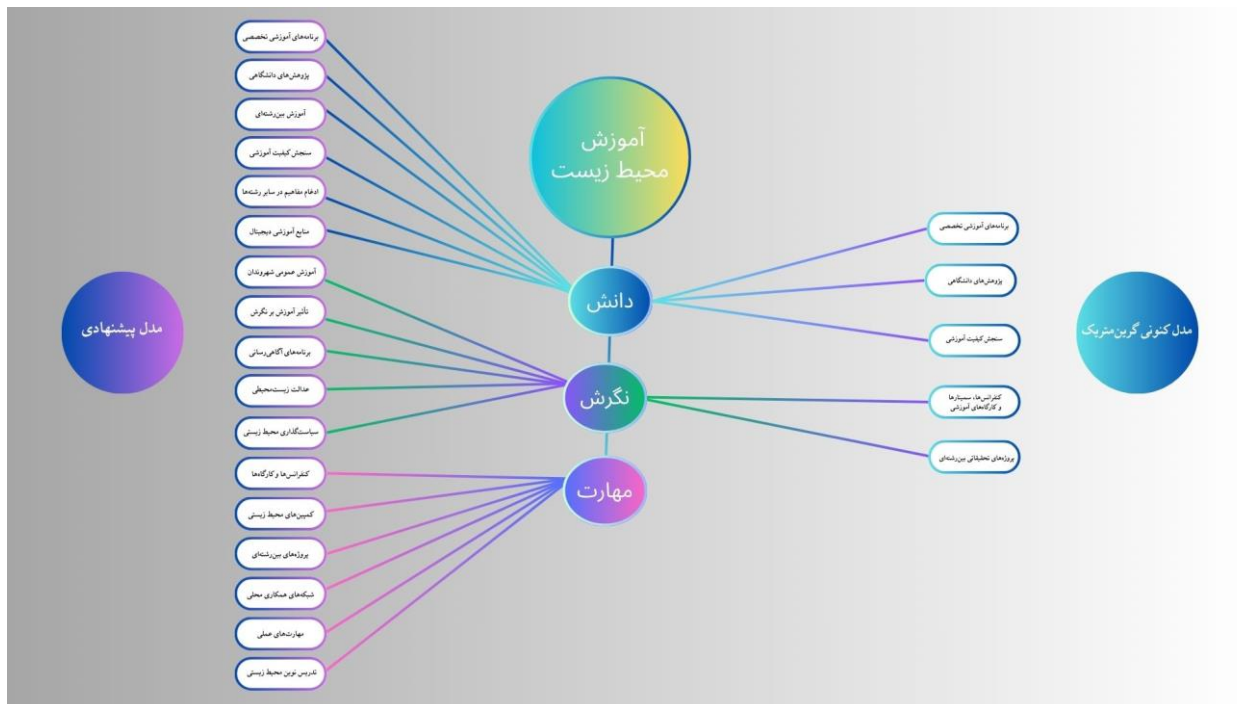 آموزش
محیط زیست
دانش
نگرش
مهارت
مدل کنونی گرین‌متریک
برنامه‌های آموزشی تخصصی
پژوهش‌های دانشگاهی
سنجش کیفیت آموزشی
کنفرانس‌ها، سمینارها
و کارگاه‌های آموزشی
پروژه‌های تحقیقاتی بین‌رشته‌ای
مدل پیشنهادی
برنامه‌های آموزشی تخصصی
پژوهش‌های دانشگاهی
آموزش بین‌رشته‌ای
سنجش کیفیت آموزشی
ادغام مفاهیم در سایر رشته‌ها
منابع آموزشی دیجیتال
آموزش عمومی شهروندان
تأثیر آموزش بر نگرش
برنامه‌های آگاهی‌رسانی
عدالت زیست‌محیطی
سیاست‌گذاری محیط زیستی
کنفرانس‌ها و کارگاه‌ها
کمپین‌های محیط زیستی
پروژه‌های بین‌رشته‌ای
شبکه‌های همکاری محلی
مهارت‌های عملی
تدریس نوین محیط زیستی